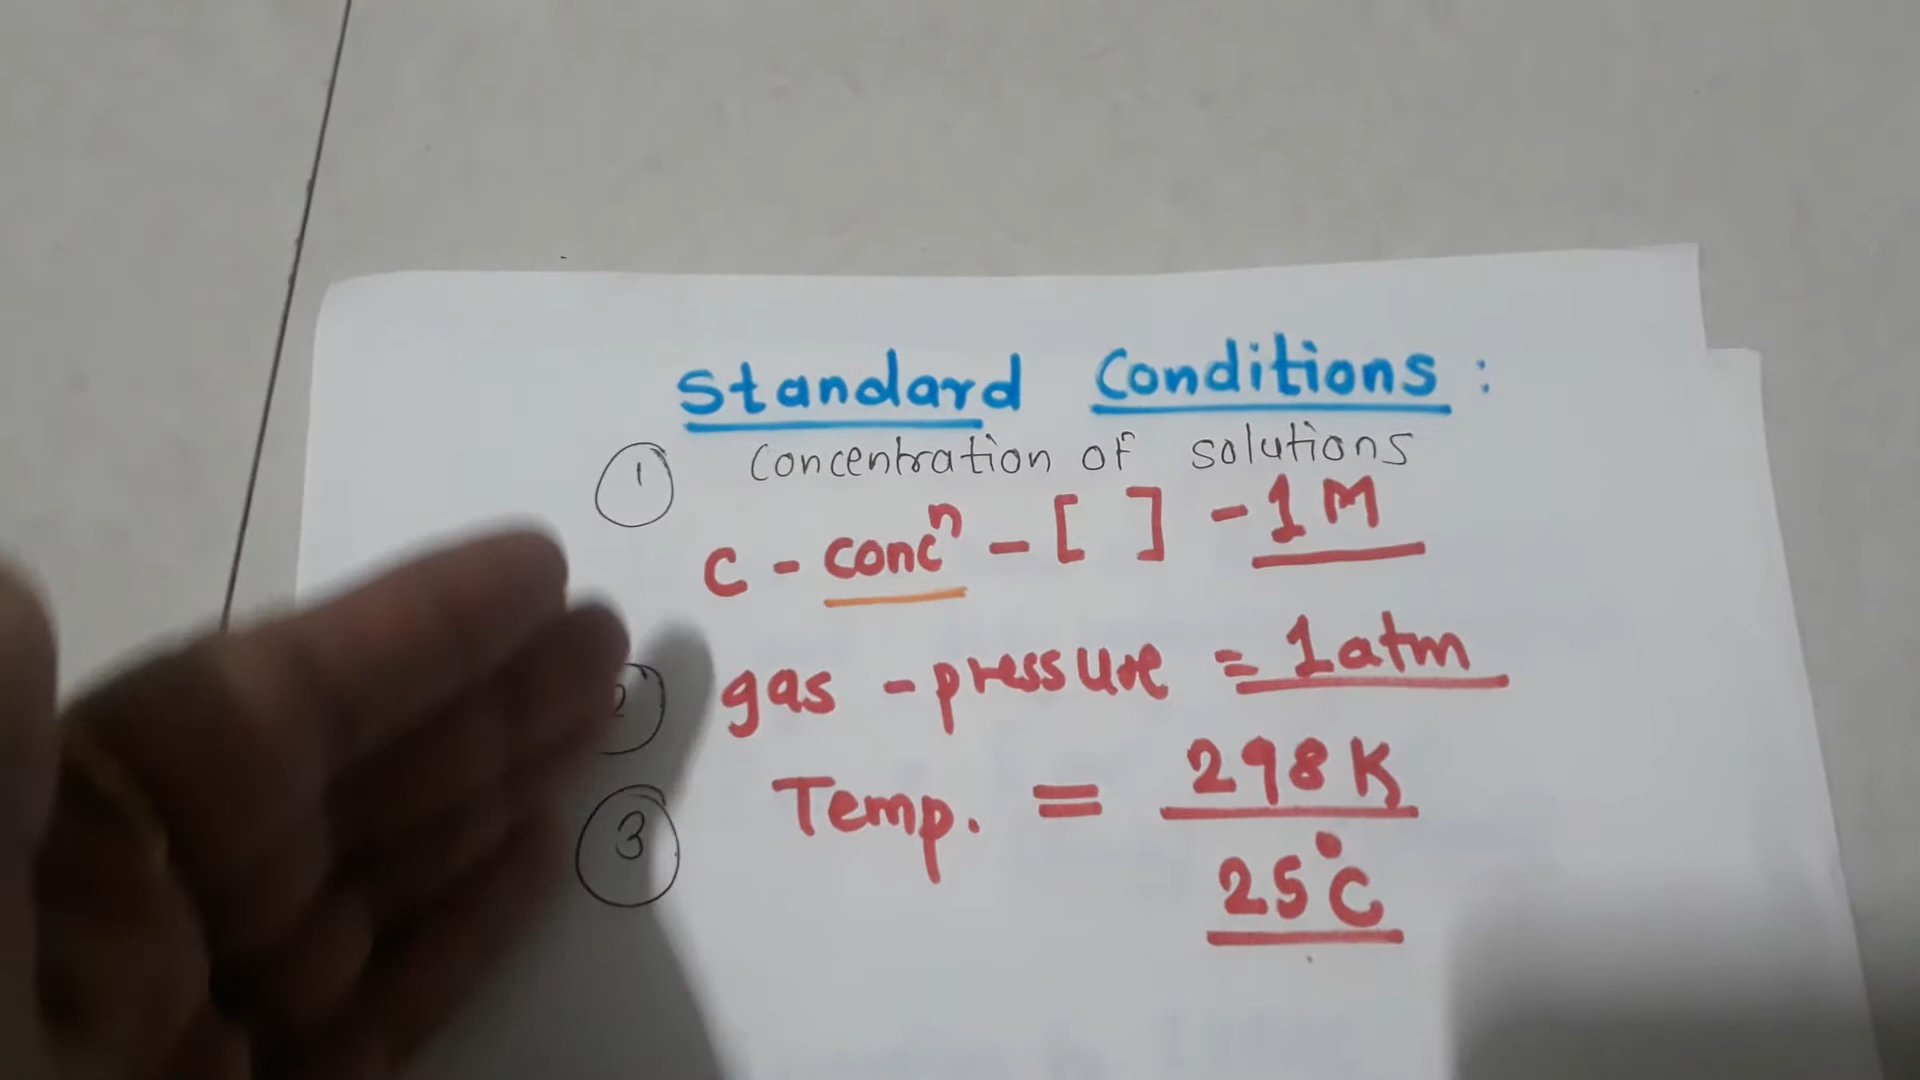 Standard Conditions :
① Concentration of solutions
C - concⁿ - [ ] - 1 M
② gas - pressure = 1 atm
③ Temp. = 298 K
25°C